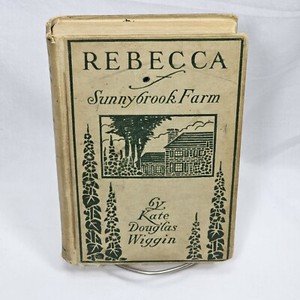 REBECCA
of
Sunnybrook Farm
by
Kate
Douglas
Wiggin